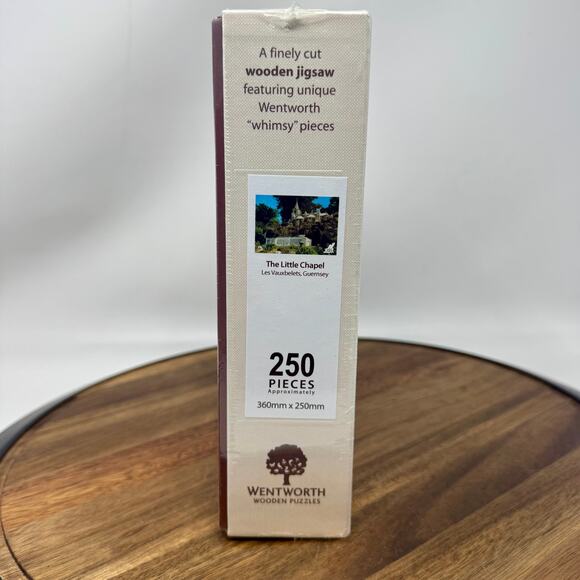 A finely cut
wooden jigsaw
featuring unique
Wentworth
"whimsy" pieces
The Little Chapel
Les Vauxbelets, Guernsey
250
PIECES
Approximately
360mm x 250mm
WENTWORTH
WOODEN PUZZLES